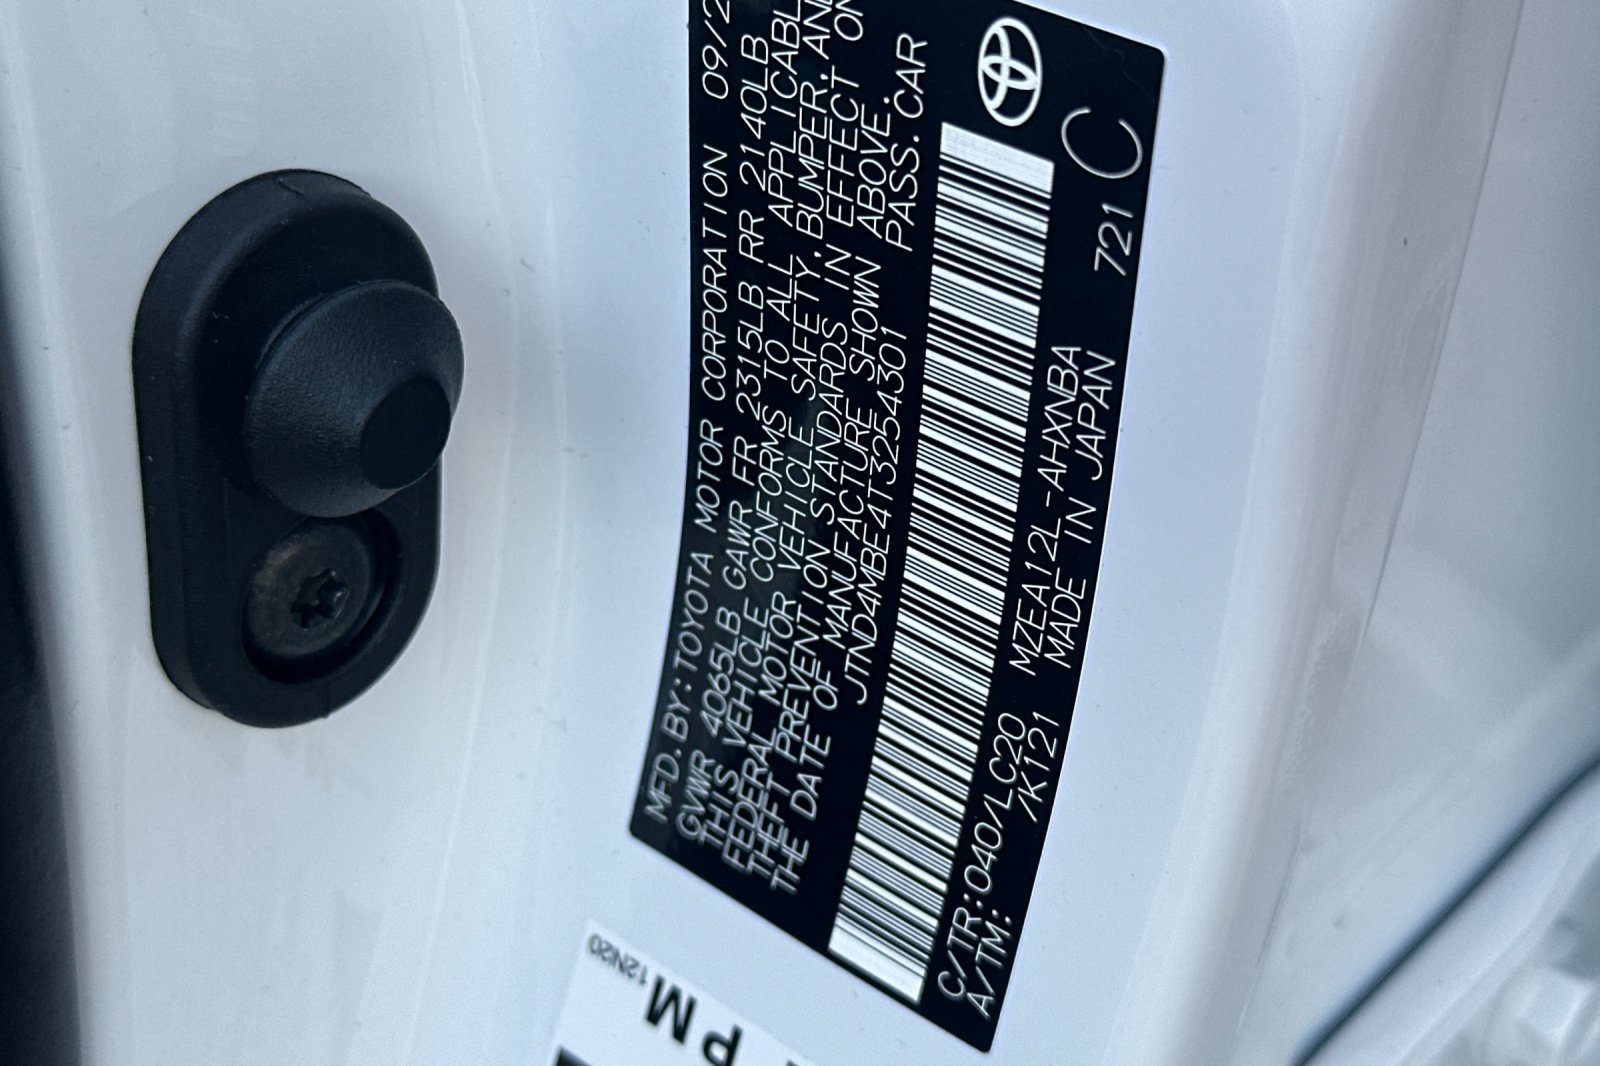 MFD. BY: TOYOTA MOTOR CORPORATION 09/2
GVWR 4065LB GAWR FR 2315LB RR 2140LB
THIS VEHICLE CONFORMS TO ALL APPLICABL
FEDERAL MOTOR VEHICLE SAFETY, BUMPER, AND
THEFT PREVENTION STANDARDS IN EFFECT ON
THE DATE OF MANUFACTURE SHOWN ABOVE.
JTND4MBE4T3254301 PASS. CAR
C/TR:040/LC20 MZEA12L-AHXNBA 721 C
A/TM: /K121 MADE IN JAPAN
12N20
PM